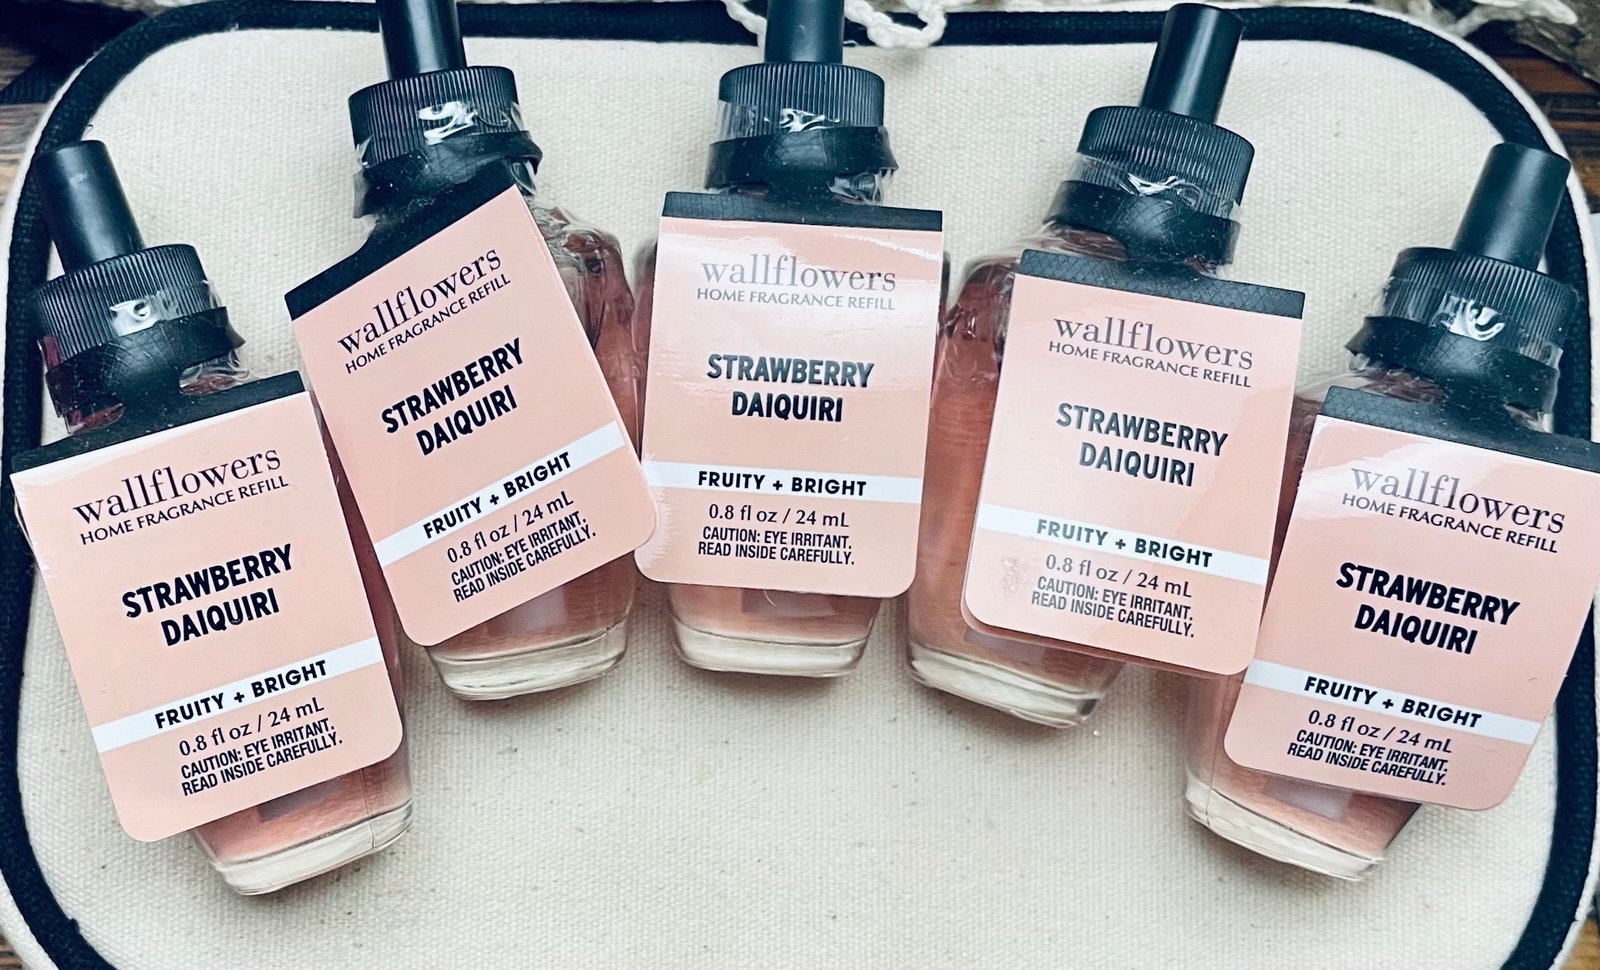 wallflowers
HOME FRAGRANCE REFILL
STRAWBERRY
DAIQUIRI
FRUITY + BRIGHT
0.8 fl oz / 24 mL
CAUTION: EYE IRRITANT,
READ INSIDE CAREFULLY.
wallflowers
HOME FRAGRANCE REFILL
STRAWBERRY
DAIQUIRI
FRUITY + BRIGHT
0.8 fl oz / 24 mL
CAUTION: EYE IRRITANT,
READ INSIDE CAREFULLY.
wallflowers
HOME FRAGRANCE REFILL
STRAWBERRY
DAIQUIRI
FRUITY + BRIGHT
0.8 fl oz / 24 mL
CAUTION: EYE IRRITANT,
READ INSIDE CAREFULLY.
wallflowers
HOME FRAGRANCE REFILL
STRAWBERRY
DAIQUIRI
FRUITY + BRIGHT
0.8 fl oz / 24 mL
CAUTION: EYE IRRITANT,
READ INSIDE CAREFULLY.
wallflowers
HOME FRAGRANCE REFILL
STRAWBERRY
DAIQUIRI
FRUITY + BRIGHT
0.8 fl oz / 24 mL
CAUTION: EYE IRRITANT,
READ INSIDE CAREFULLY.